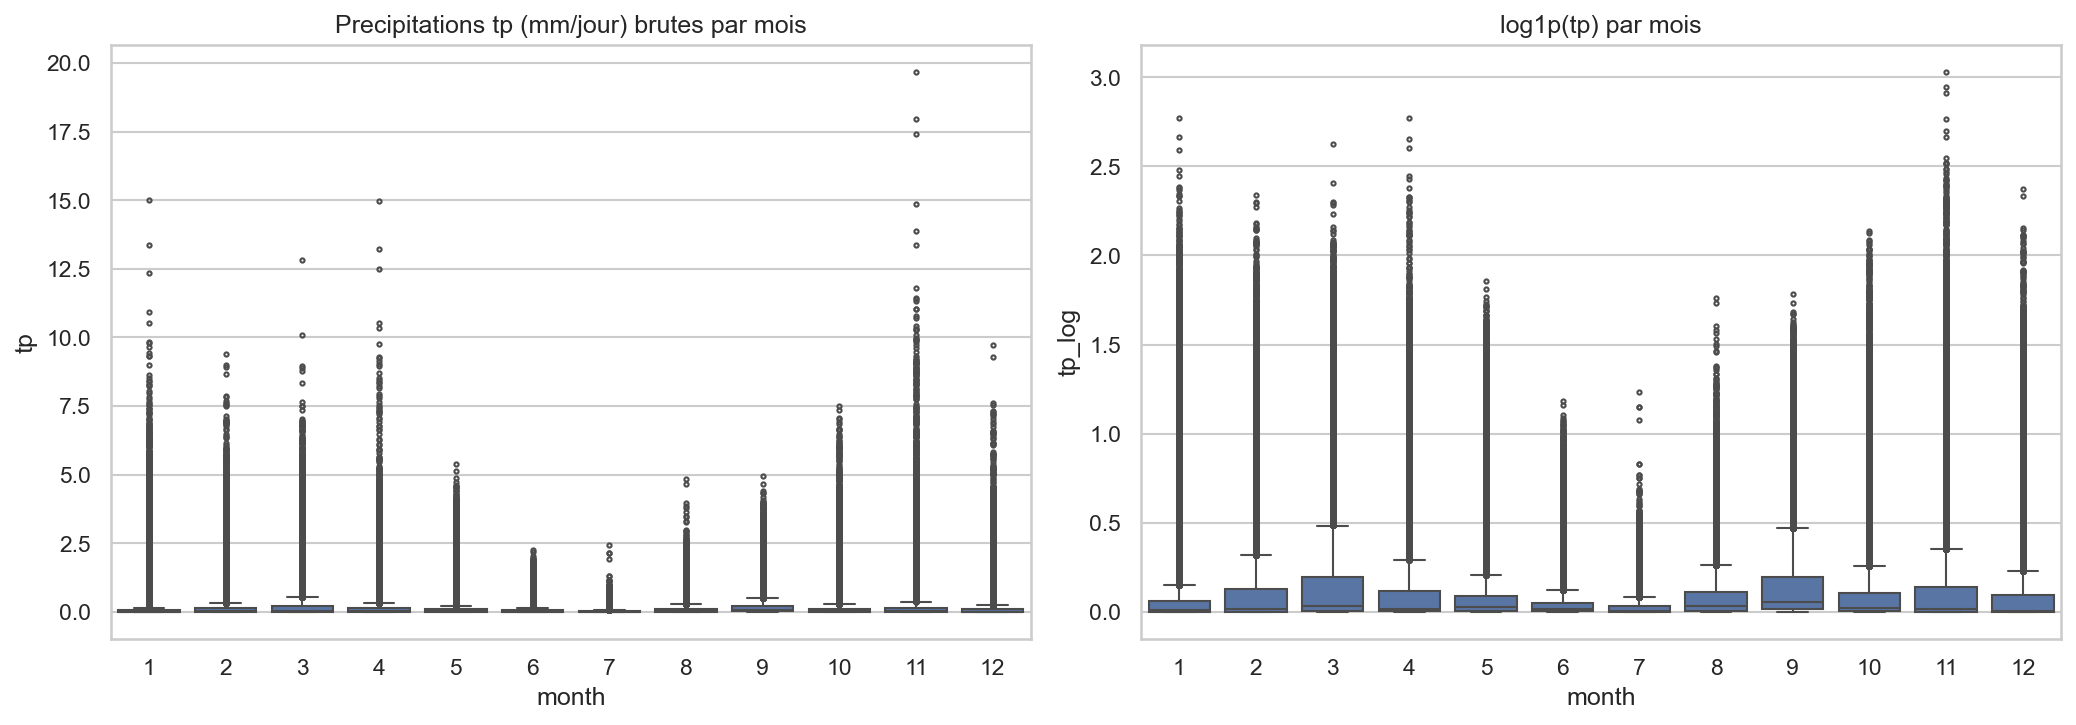 Precipitations tp (mm/jour) brutes par mois
20.0
17.5
15.0
12.5
10.0
7.5
5.0
2.5
0.0
tp
1 2 3 4 5 6 7 8 9 10 11 12
month
log1p(tp) par mois
3.0
2.5
2.0
1.5
1.0
0.5
0.0
tp_log
1 2 3 4 5 6 7 8 9 10 11 12
month